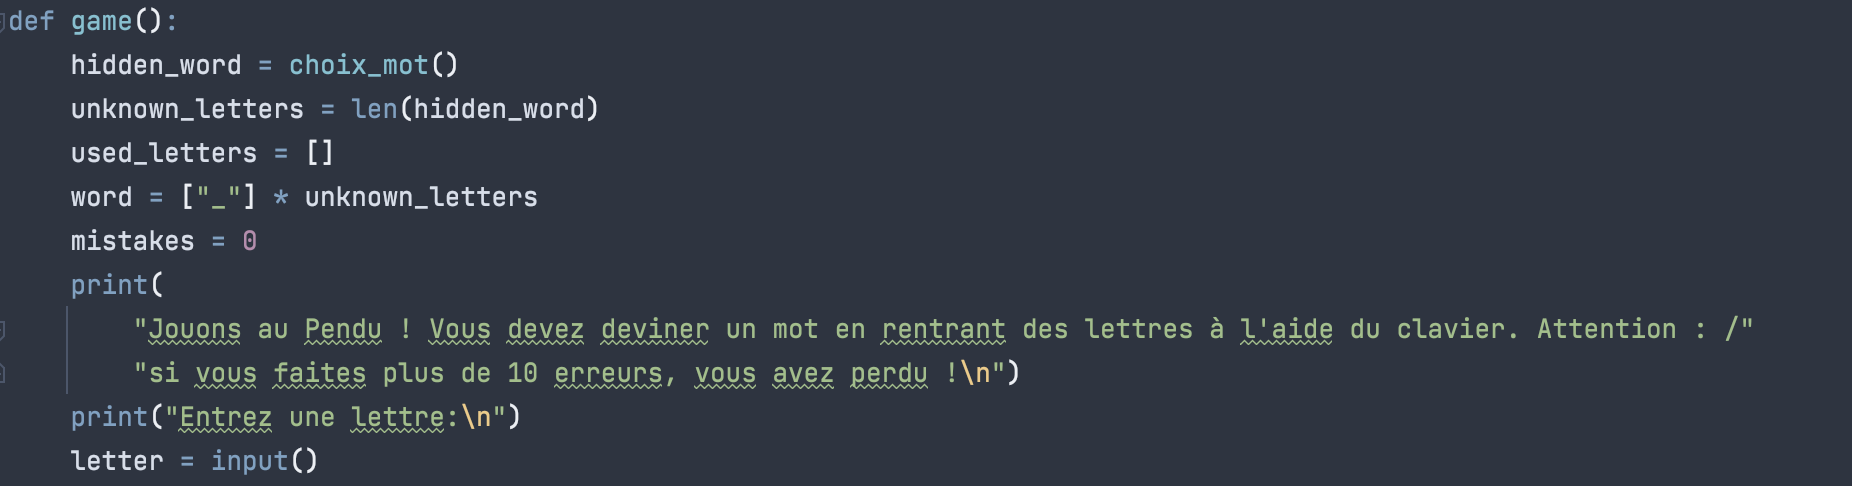 def game():
    hidden_word = choix_mot()
    unknown_letters = len(hidden_word)
    used_letters = []
    word = ["_"] * unknown_letters
    mistakes = 0
    print(
        "Jouons au Pendu ! Vous devez deviner un mot en rentrant des lettres à l'aide du clavier. Attention : /"
        "si vous faites plus de 10 erreurs, vous avez perdu !\n")
    print("Entrez une lettre:\n")
    letter = input()